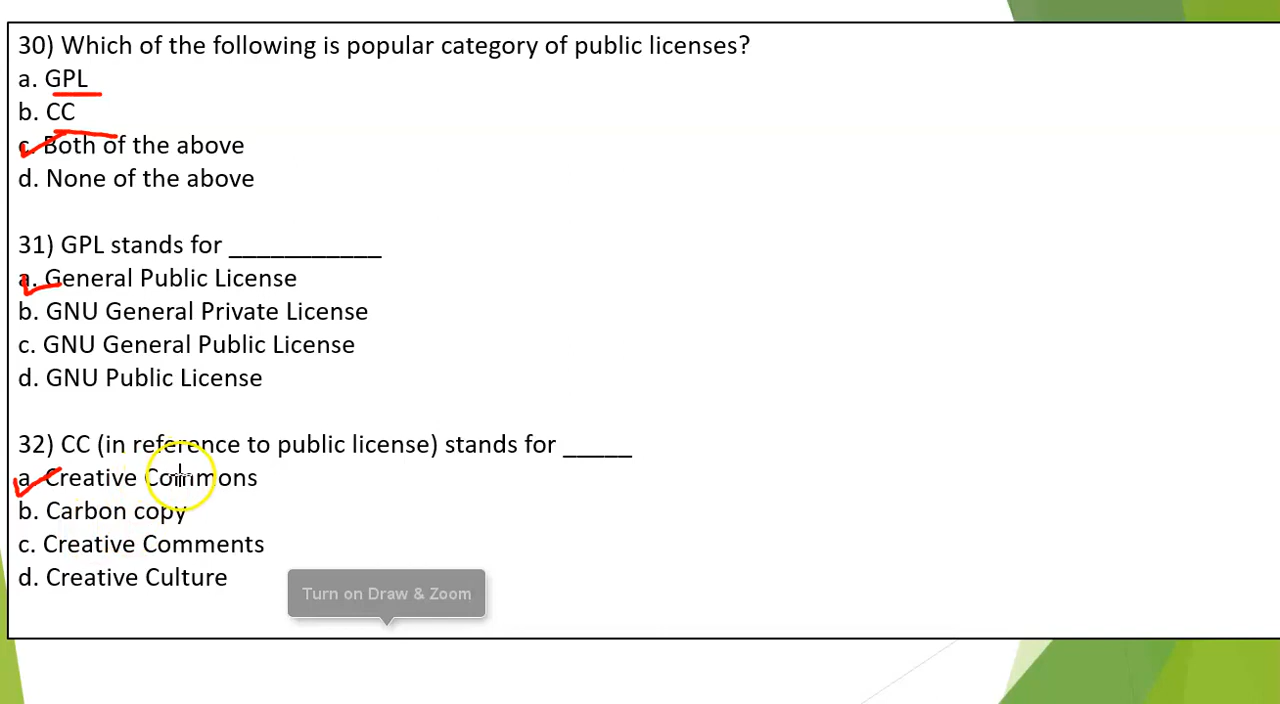 30) Which of the following is popular category of public licenses?
a. GPL
b. CC
c. Both of the above
d. None of the above
31) GPL stands for ___________
a. General Public License
b. GNU General Private License
c. GNU General Public License
d. GNU Public License
32) CC (in reference to public license) stands for _____
a. Creative Commons
b. Carbon copy
c. Creative Comments
d. Creative Culture
Turn on Draw & Zoom